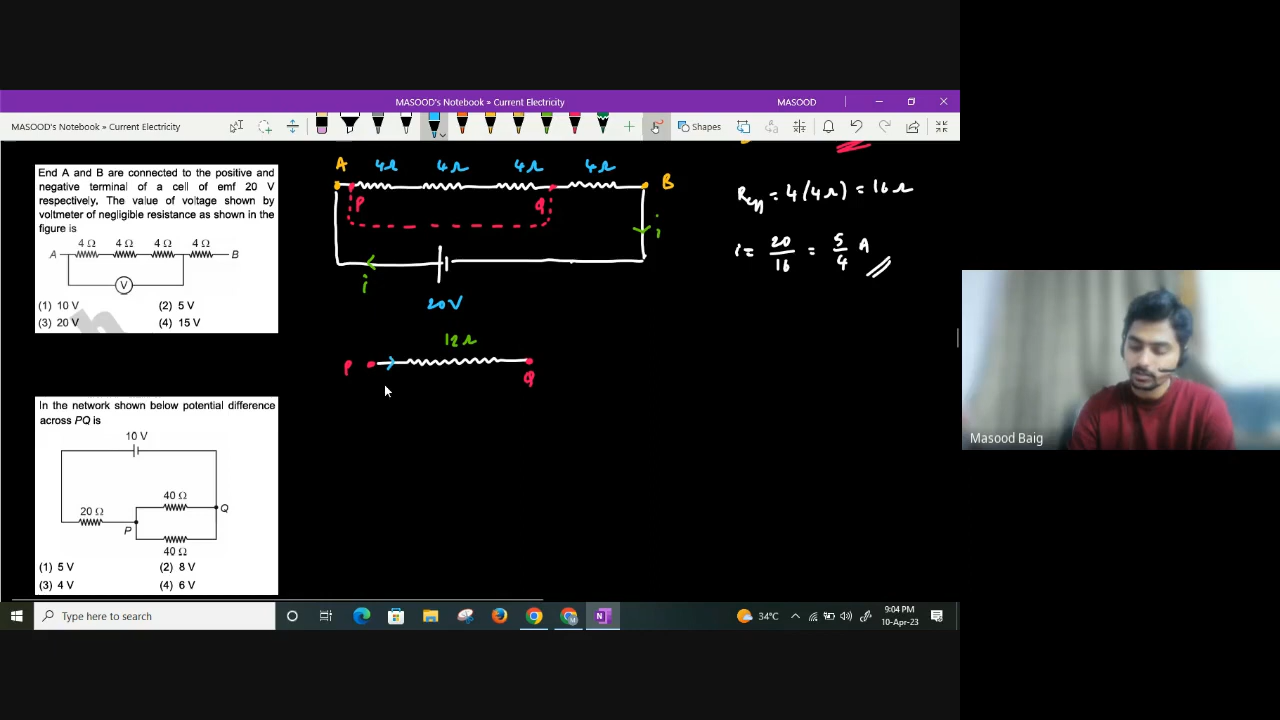 MASOOD's Notebook » Current Electricity
MASOOD
MASOOD's Notebook » Current Electricity
Shapes
End A and B are connected to the positive and
negative terminal of a cell of emf 20 V
respectively. The value of voltage shown by
voltmeter of negligible resistance as shown in the
figure is
4 Ω 4 Ω 4 Ω 4 Ω
A B
V
(1) 10 V (2) 5 V
(3) 20 V (4) 15 V
A 4Ω 4Ω 4Ω 4Ω B
P Q
i
i
20V
12Ω
P Q
Reff = 4(4Ω) = 16Ω
i = 20/16 = 5/4 A
In the network shown below potential difference
across PQ is
10 V
40 Ω
20 Ω Q
P
40 Ω
(1) 5 V (2) 8 V
(3) 4 V (4) 6 V
Masood Baig
Type here to search
34°C
9:04 PM
10-Apr-23